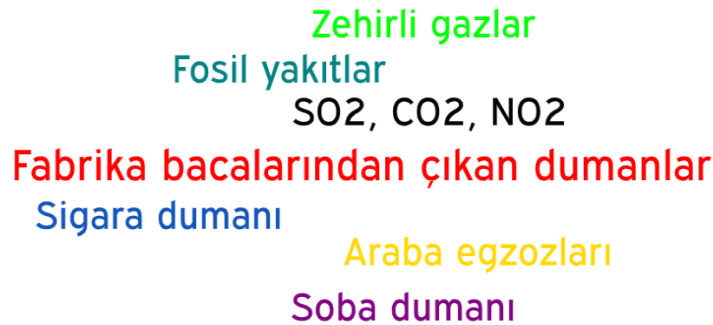 Zehirli gazlar
Fosil yakıtlar
SO2, CO2, NO2
Fabrika bacalarından çıkan dumanlar
Sigara dumanı
Araba egzozları
Soba dumanı